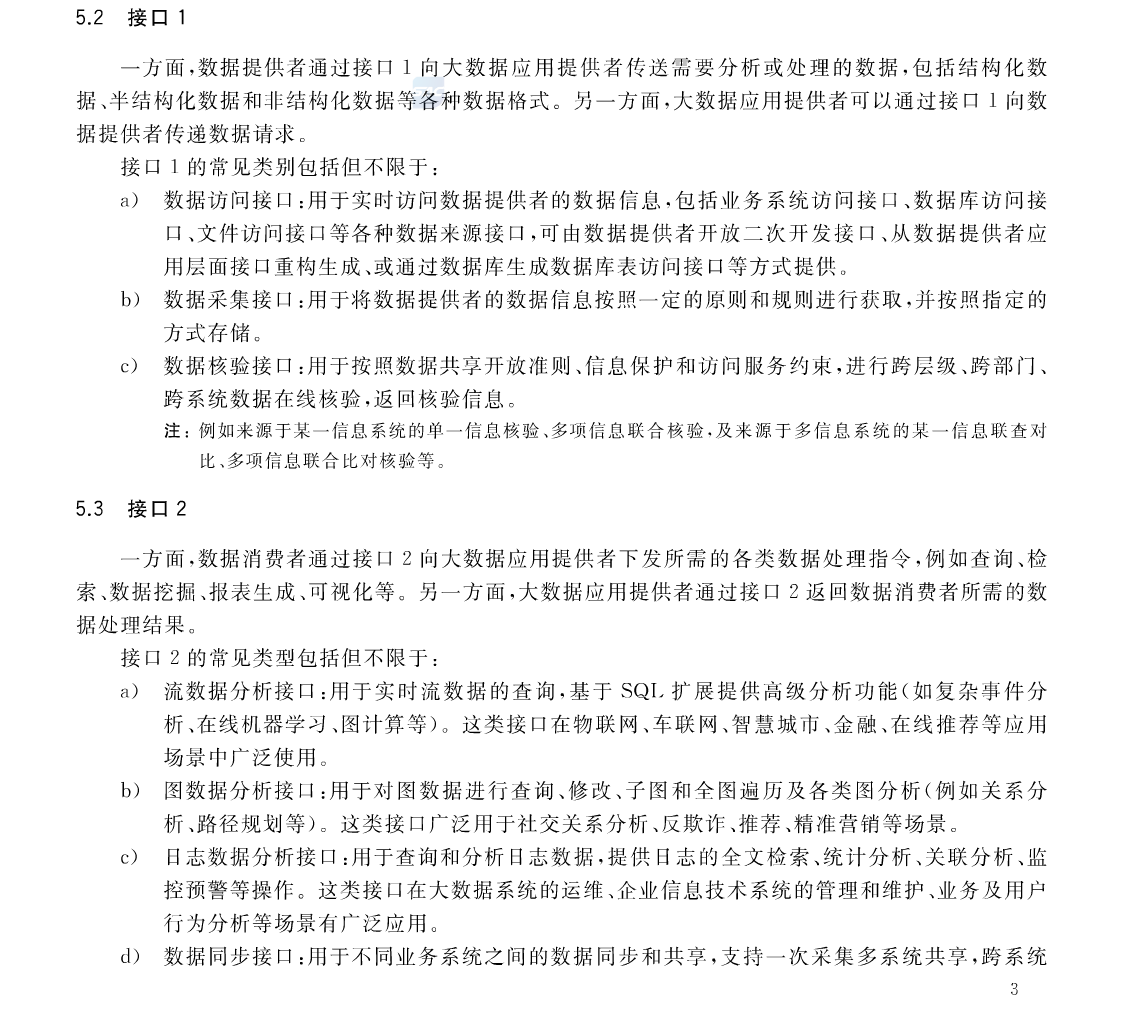 5.2 接口 1
一方面,数据提供者通过接口 1 向大数据应用提供者传送需要分析或处理的数据,包括结构化数
据、半结构化数据和非结构化数据等各种数据格式。另一方面,大数据应用提供者可以通过接口 1 向数
据提供者传递数据请求。
接口 1 的常见类别包括但不限于:
a) 数据访问接口:用于实时访问数据提供者的数据信息,包括业务系统访问接口、数据库访问接
口、文件访问接口等各种数据来源接口,可由数据提供者开放二次开发接口、从数据提供者应
用层面接口重构生成、或通过数据库生成数据库表访问接口等方式提供。
b) 数据采集接口:用于将数据提供者的数据信息按照一定的原则和规则进行获取,并按照指定的
方式存储。
c) 数据核验接口:用于按照数据共享开放准则、信息保护和访问服务约束,进行跨层级、跨部门、
跨系统数据在线核验,返回核验信息。
注:例如来源于某一信息系统的单一信息核验、多项信息联合核验,及来源于多信息系统的某一信息联查对
比、多项信息联合比对核验等。
5.3 接口 2
一方面,数据消费者通过接口 2 向大数据应用提供者下发所需的各类数据处理指令,例如查询、检
索、数据挖掘、报表生成、可视化等。另一方面,大数据应用提供者通过接口 2 返回数据消费者所需的数
据处理结果。
接口 2 的常见类型包括但不限于:
a) 流数据分析接口:用于实时流数据的查询,基于 SQL 扩展提供高级分析功能(如复杂事件分
析、在线机器学习、图计算等)。这类接口在物联网、车联网、智慧城市、金融、在线推荐等应用
场景中广泛使用。
b) 图数据分析接口:用于对图数据进行查询、修改、子图和全图遍历及各类图分析(例如关系分
析、路径规划等)。这类接口广泛用于社交关系分析、反欺诈、推荐、精准营销等场景。
c) 日志数据分析接口:用于查询和分析日志数据,提供日志的全文检索、统计分析、关联分析、监
控预警等操作。这类接口在大数据系统的运维、企业信息技术系统的管理和维护、业务及用户
行为分析等场景有广泛应用。
d) 数据同步接口:用于不同业务系统之间的数据同步和共享,支持一次采集多系统共享,跨系统
3